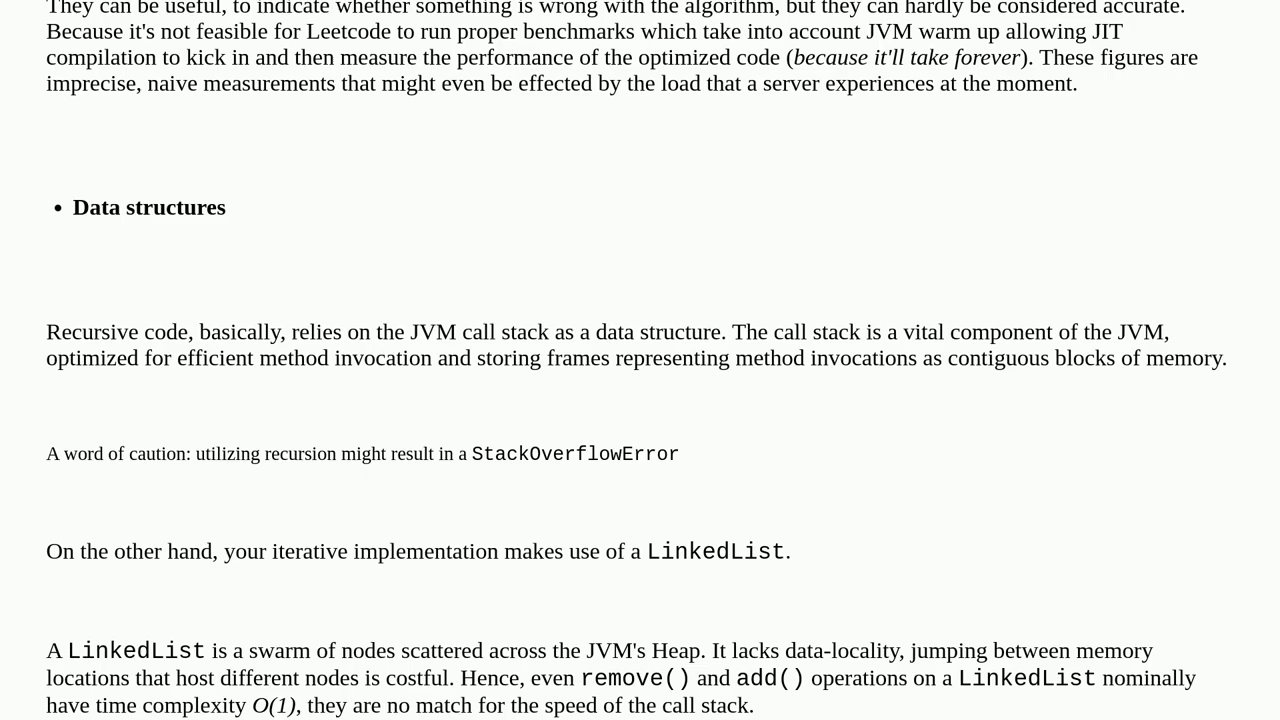 They can be useful, to indicate whether something is wrong with the algorithm, but they can hardly be considered accurate.
Because it's not feasible for Leetcode to run proper benchmarks which take into account JVM warm up allowing JIT
compilation to kick in and then measure the performance of the optimized code (because it'll take forever). These figures are
imprecise, naive measurements that might even be effected by the load that a server experiences at the moment.
• Data structures
Recursive code, basically, relies on the JVM call stack as a data structure. The call stack is a vital component of the JVM,
optimized for efficient method invocation and storing frames representing method invocations as contiguous blocks of memory.
A word of caution: utilizing recursion might result in a StackOverflowError
On the other hand, your iterative implementation makes use of a LinkedList.
A LinkedList is a swarm of nodes scattered across the JVM's Heap. It lacks data-locality, jumping between memory
locations that host different nodes is costful. Hence, even remove() and add() operations on a LinkedList nominally
have time complexity O(1), they are no match for the speed of the call stack.